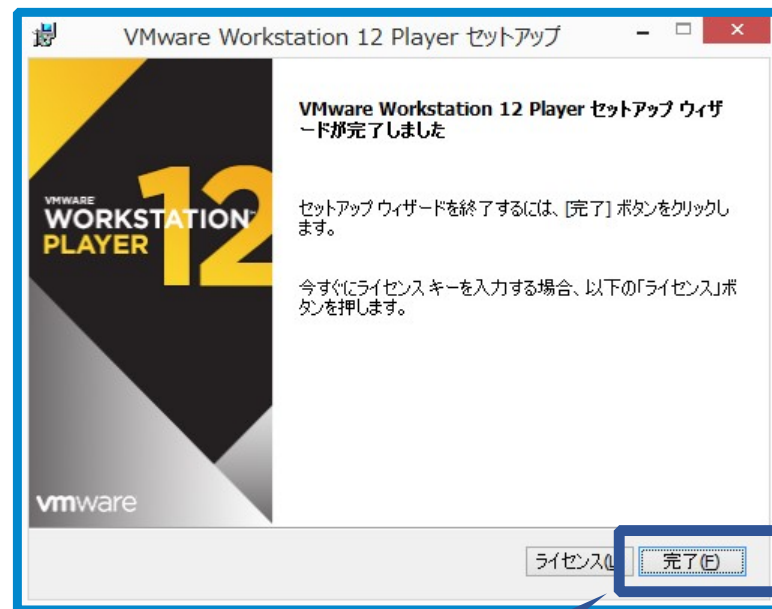 VMware Workstation 12 Player セットアップ
VMware Workstation 12 Player セットアップ ウィザ
ードが完了しました
VMWARE
WORKSTATION™
PLAYER
12
セットアップ ウィザードを終了するには、[完了] ボタンをクリックし
ます。
今すぐにライセンス キーを入力する場合、以下の「ライセンス」ボ
タンを押します。
vmware
ライセンス(L
完了(F)